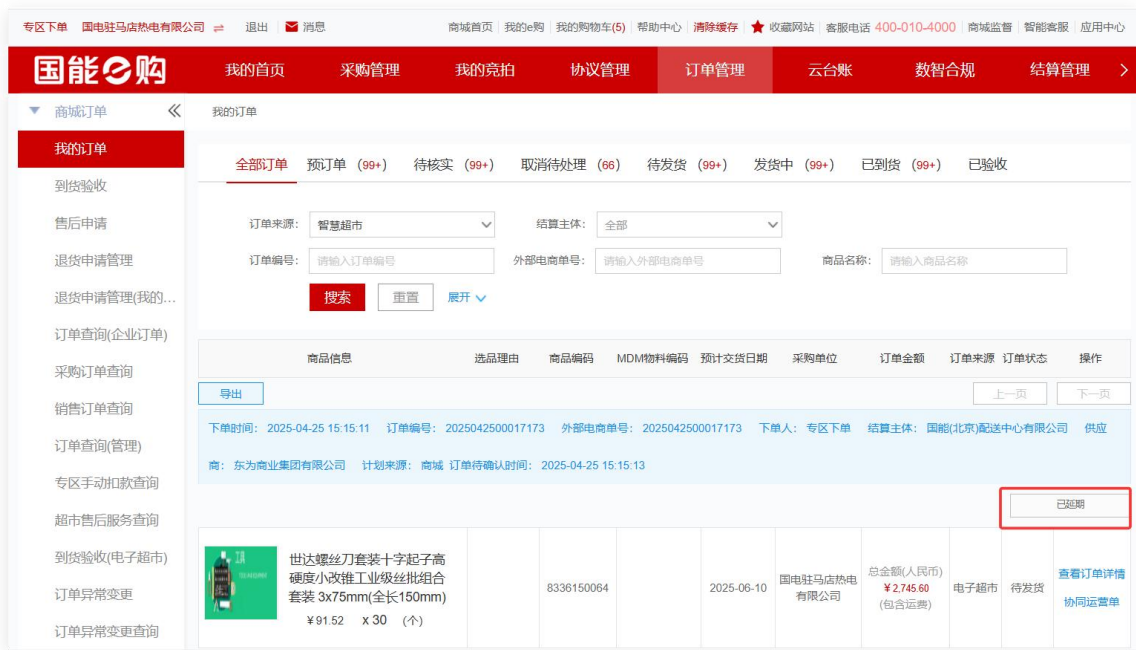 专区下单 国电驻马店热电有限公司 退出 消息 商城首页 我的e购 我的购物车(5) 帮助中心 清除缓存 收藏网站 客服电话 400-010-4000 商城监督 智能客服 应用中心
国能e购 我的首页 采购管理 我的竞拍 协议管理 订单管理 云台账 数智合规 结算管理
商城订单
我的订单
到货验收
售后申请
退货申请管理
退货申请管理(我的...
订单查询(企业订单)
采购订单查询
销售订单查询
订单查询(管理)
专区手动扣款查询
超市售后服务查询
到货验收(电子超市)
订单异常变更
订单异常变更查询
我的订单
全部订单 预订单 (99+) 待核实 (99+) 取消待处理 (66) 待发货 (99+) 发货中 (99+) 已到货 (99+) 已验收
订单来源: 智慧超市 结算主体: 全部
订单编号: 请输入订单编号 外部电商单号: 请输入外部电商单号 商品名称: 请输入商品名称
搜索 重置 展开
商品信息 选品理由 商品编码 MDM物料编码 预计交货日期 采购单位 订单金额 订单来源 订单状态 操作
导出 上一页 下一页
下单时间: 2025-04-25 15:15:11 订单编号: 2025042500017173 外部电商单号: 2025042500017173 下单人: 专区下单 结算主体: 国能(北京)配送中心有限公司 供应
商: 东为商业集团有限公司 计划来源: 商城 订单待确认时间: 2025-04-25 15:15:13
已延期
世达螺丝刀套装十字起子高
硬度小改锥工业级丝批组合
套装 3x75mm(全长150mm)
¥91.52 x 30 (个)
8336150064
2025-06-10
国电驻马店热电
有限公司
总金额(人民币)
¥2,745.60
(包含运费)
电子超市
待发货
查看订单详情
协同运营单